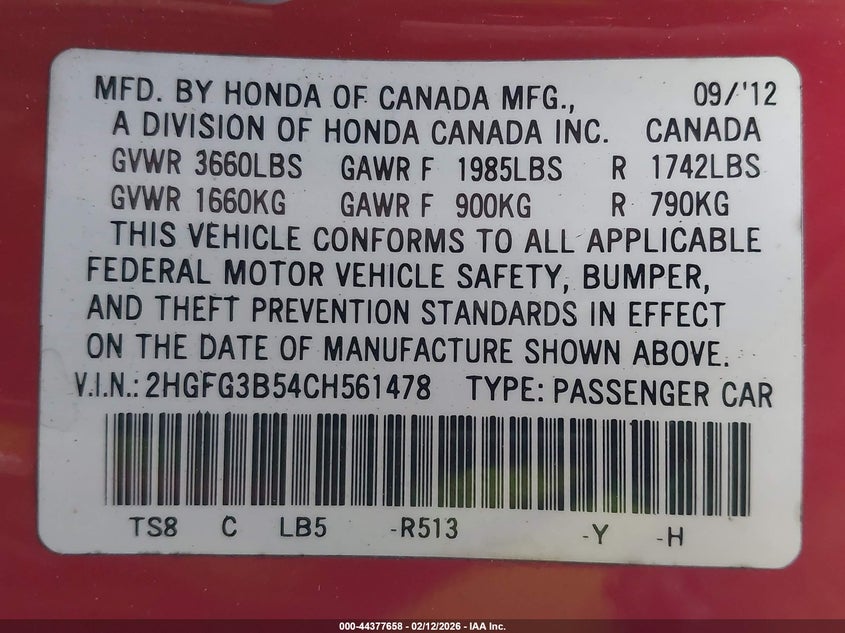 MFD. BY HONDA OF CANADA MFG., 09/'12
A DIVISION OF HONDA CANADA INC. CANADA
GVWR 3660LBS GAWR F 1985LBS R 1742LBS
GVWR 1660KG GAWR F 900KG R 790KG
THIS VEHICLE CONFORMS TO ALL APPLICABLE
FEDERAL MOTOR VEHICLE SAFETY, BUMPER,
AND THEFT PREVENTION STANDARDS IN EFFECT
ON THE DATE OF MANUFACTURE SHOWN ABOVE.
V.I.N.: 2HGFG3B54CH561478 TYPE: PASSENGER CAR
TS8 C LB5 -R513 -Y -H
000-44377658 - 02/12/2026 - IAA Inc.